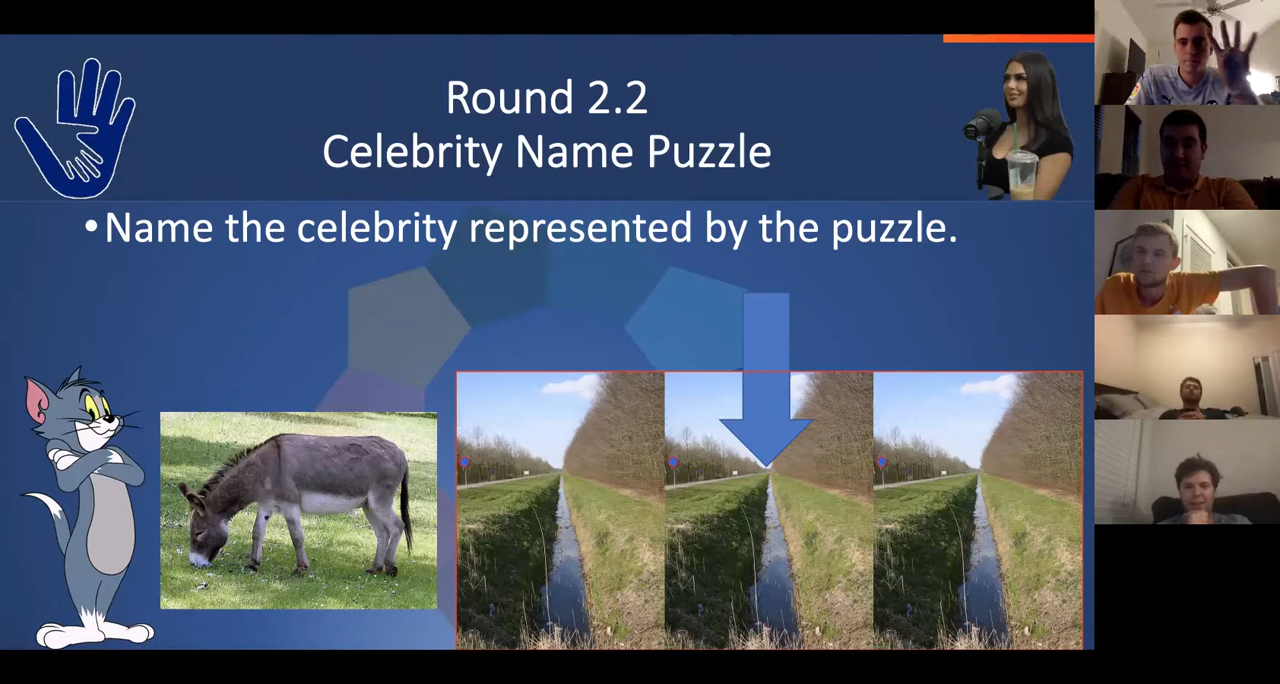 Round 2.2
Celebrity Name Puzzle
•Name the celebrity represented by the puzzle.